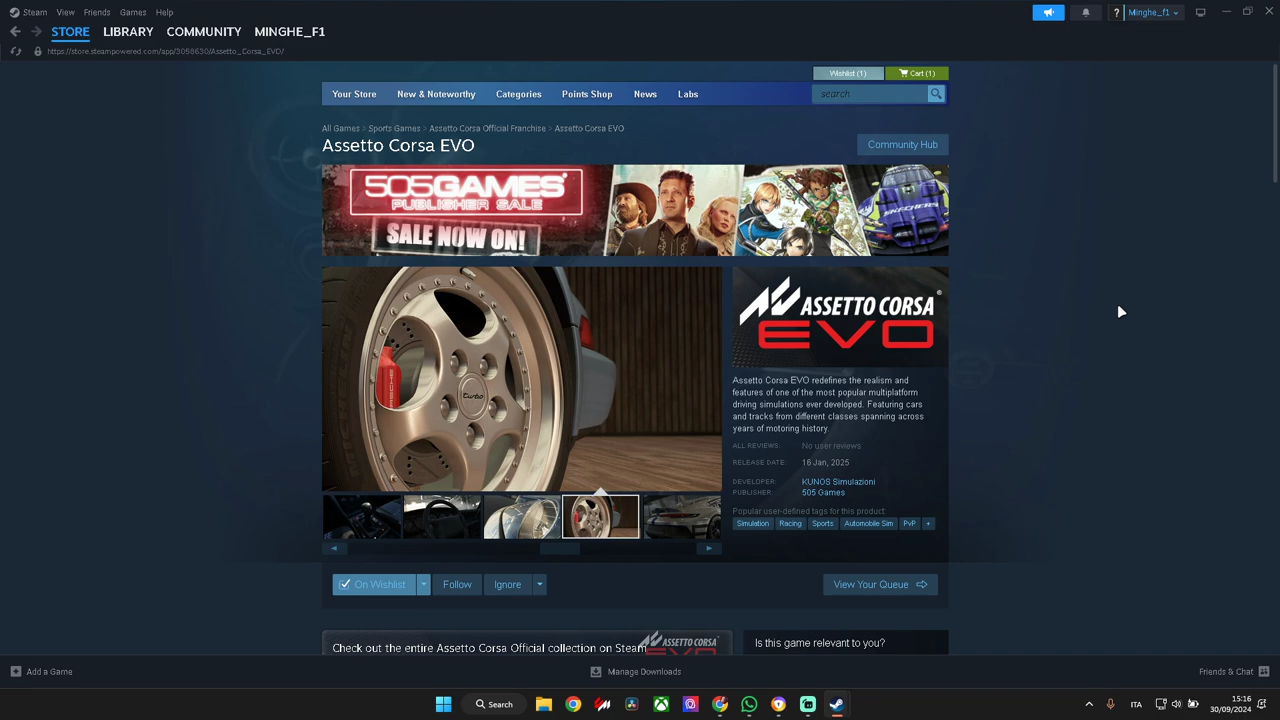 Steam View Friends Games Help
Minghe_f1
STORE LIBRARY COMMUNITY MINGHE_F1
https://store.steampowered.com/app/3058630/Assetto_Corsa_EVO/
Wishlist (1) Cart (1)
Your Store New & Noteworthy Categories Points Shop News Labs search
All Games > Sports Games > Assetto Corsa Official Franchise > Assetto Corsa EVO
Assetto Corsa EVO
Community Hub
505GAMES®
PUBLISHER SALE
SALE NOW ON!
SKECHERS
turbo
PORSCHE
ASSETTO CORSA®
EVO
Assetto Corsa EVO redefines the realism and
features of one of the most popular multiplatform
driving simulations ever developed. Featuring cars
and tracks from different classes spanning across
years of motoring history.
ALL REVIEWS: No user reviews
RELEASE DATE: 16 Jan, 2025
DEVELOPER: KUNOS Simulazioni
PUBLISHER: 505 Games
Popular user-defined tags for this product:
Simulation Racing Sports Automobile Sim PvP +
On Wishlist Follow Ignore View Your Queue
Check out the entire Assetto Corsa Official collection on Steam
ASSETTO CORSA
Is this game relevant to you?
Add a Game Manage Downloads Friends & Chat
Search
ITA
15:16
30/09/2024